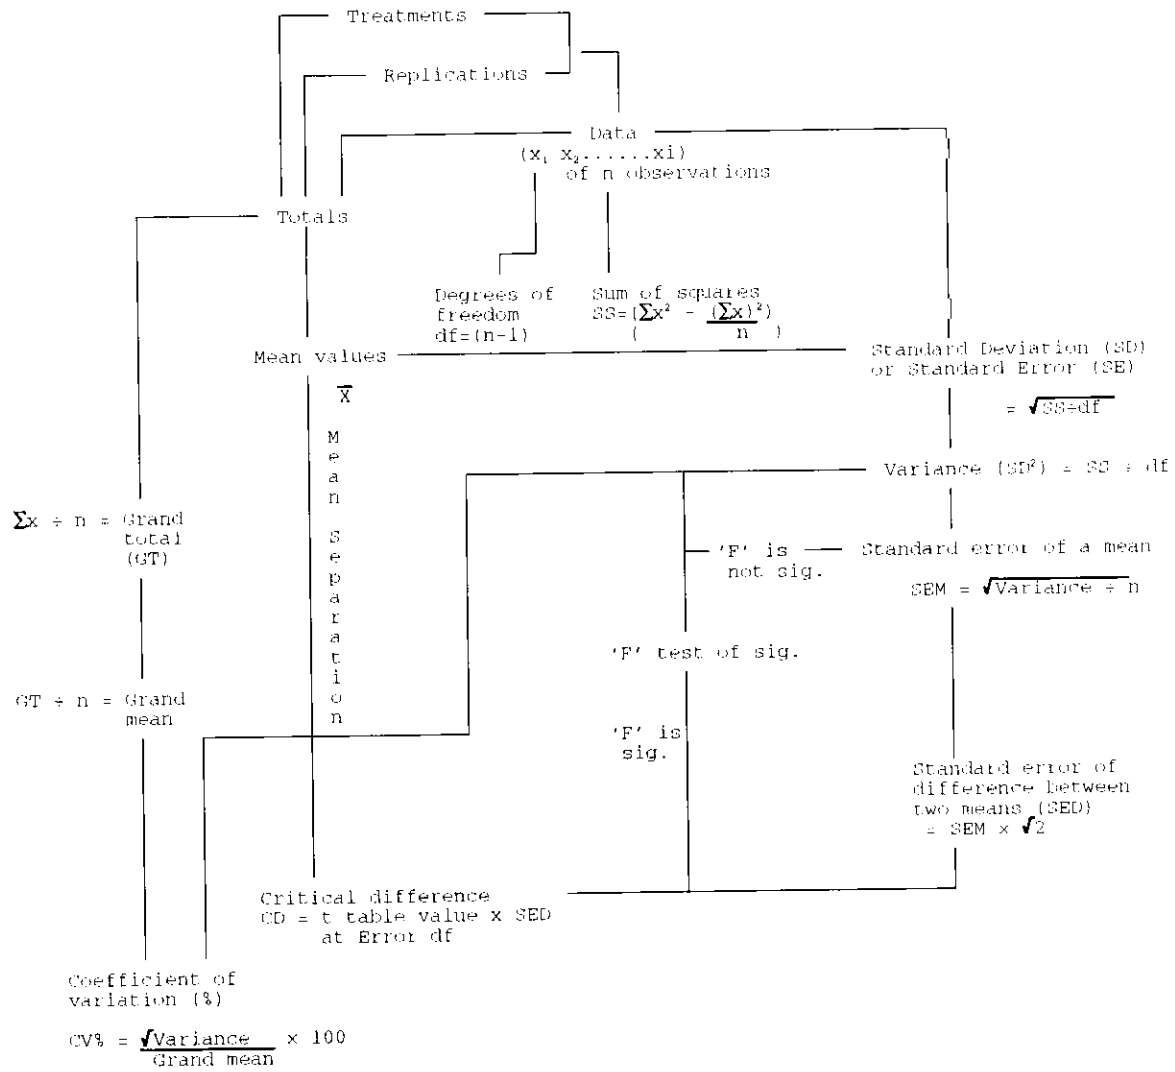 Treatments
Replications
Data
(x₁ x₂......xi)
of n observations
Totals
Degrees of
freedom
df=(n-1)
Sum of squares
SS=(Σx² - (Σx)²)
( n )
Mean values
X̅
Standard Deviation (SD)
or Standard Error (SE)
= √SS÷df
Mean Separation
Variance (SD²) = SS ÷ df
Σx ÷ n = Grand
total
(GT)
'F' is
not sig.
Standard error of a mean
SEM = √Variance ÷ n
'F' test of sig.
GT ÷ n = Grand
mean
'F' is
sig.
Standard error of
difference between
two means (SED)
= SEM x √2
Critical difference
CD = t table value x SED
at Error df
Coefficient of
variation (%)
CV% = √Variance x 100
Grand mean